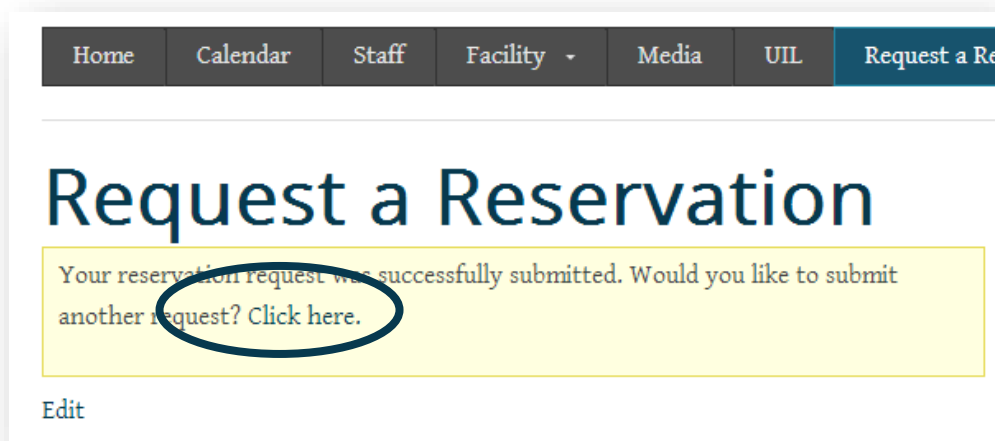 Home Calendar Staff Facility Media UIL Request a Re
Request a Reservation
Your reservation request was successfully submitted. Would you like to submit
another request? Click here.
Edit